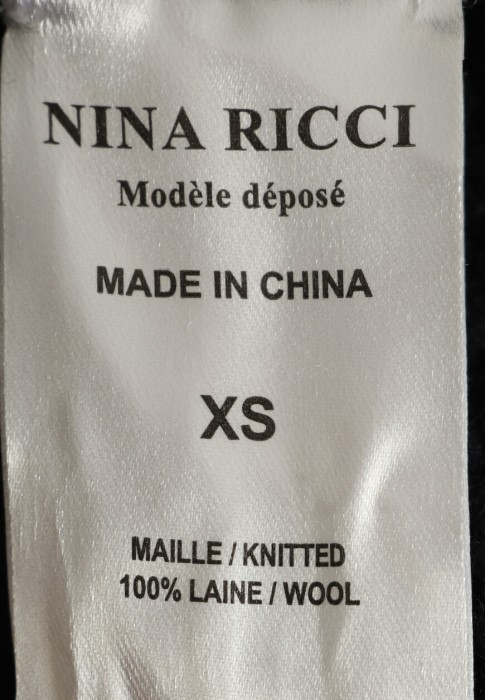 NINA RICCI
Modèle déposé
MADE IN CHINA
XS
MAILLE / KNITTED
100% LAINE / WOOL